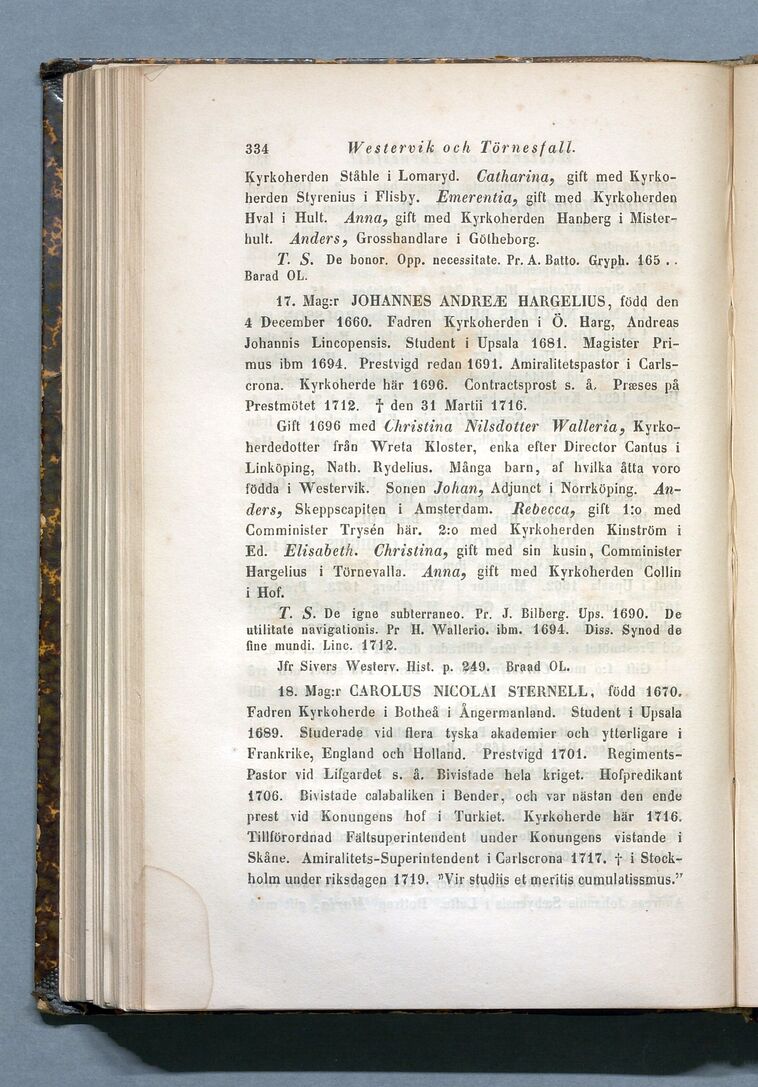 334 Westervik och Törnesfall.
Kyrkoherden Ståhle i Lomaryd. Catharina, gift med Kyrko-
herden Styrenius i Flisby. Emerentia, gift med Kyrkoherden
Hval i Hult. Anna, gift med Kyrkoherden Hanberg i Mister-
hult. Anders, Grosshandlare i Götheborg.
T. S. De honor. Opp. necessitate. Pr. A. Batto. Gryph. 165 . .
Barad OL.
17. Mag:r JOHANNES ANDREÆ HARGELIUS, född den
4 December 1660. Fadren Kyrkoherden i Ö. Harg, Andreas
Johannis Lincopensis. Student i Upsala 1681. Magister Pri-
mus ibm 1694. Prestvigd redan 1691. Amiralitetspastor i Carls-
crona. Kyrkoherde här 1696. Contractsprost s. å. Præses på
Prestmötet 1712. † den 31 Martii 1716.
Gift 1696 med Christina Nilsdotter Walleria, Kyrko-
herdedotter från Wreta Kloster, enka efter Director Cantus i
Linköping, Nath. Rydelius. Många barn, af hvilka åtta voro
födda i Westervik. Sonen Johan, Adjunct i Norrköping. An-
ders, Skeppscapiten i Amsterdam. Rebecca, gift 1:o med
Comminister Trysén här. 2:o med Kyrkoherden Kinström i
Ed. Elisabeth. Christina, gift med sin kusin, Comminister
Hargelius i Törnevalla. Anna, gift med Kyrkoherden Collin
i Hof.
T. S. De igne subterraneo. Pr. J. Bilberg. Ups. 1690. De
utilitate navigationis. Pr H. Wallerio. ibm. 1694. Diss. Synod de
fine mundi. Linc. 1712.
Jfr Sivers Westerv. Hist. p. 249. Braad OL.
18. Mag:r CAROLUS NICOLAI STERNELL, född 1670.
Fadren Kyrkoherde i Botheå i Ångermanland. Student i Upsala
1689. Studerade vid flera tyska akademier och ytterligare i
Frankrike, England och Holland. Prestvigd 1701. Regiments-
Pastor vid Lifgardet s. å. Bivistade hela kriget. Hofpredikant
1706. Bivistade calabaliken i Bender, och var nästan den ende
prest vid Konungens hof i Turkiet. Kyrkoherde här 1716.
Tillförordnad Fältsuperintendent under Konungens vistande i
Skåne. Amiralitets-Superintendent i Carlscrona 1717. † i Stock-
holm under riksdagen 1719. "Vir studiis et meritis cumulatissmus."